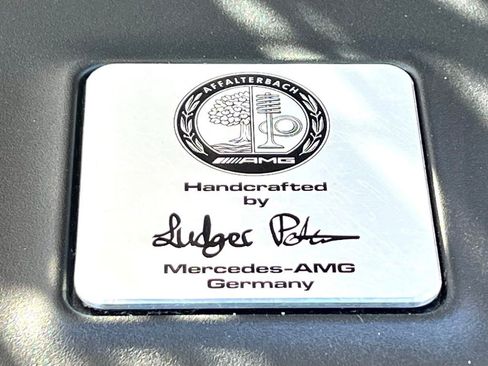 AFFALTERBACH
AMG
Handcrafted
by
Ludger
Mercedes-AMG
Germany